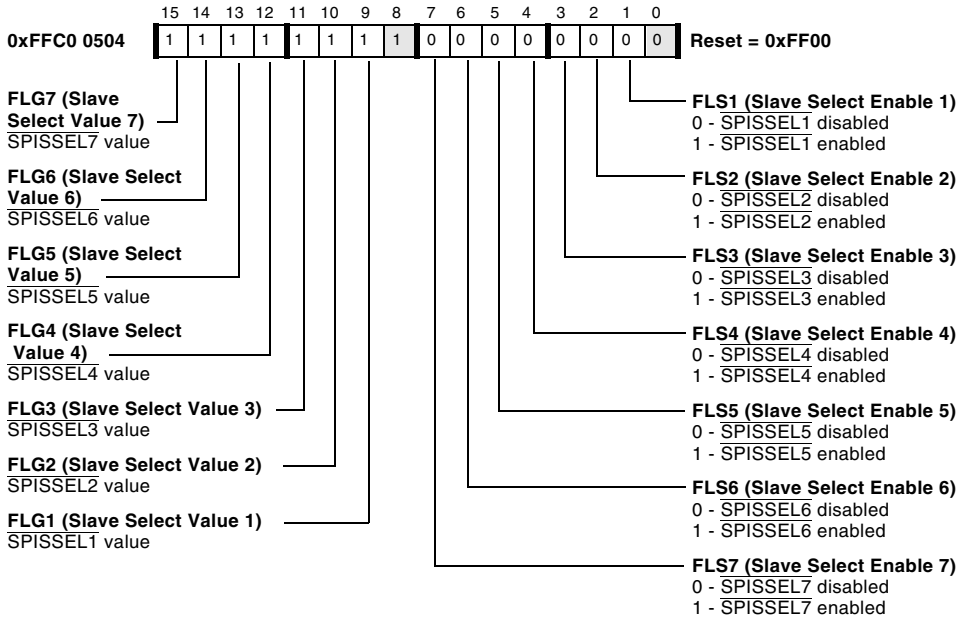 15 14 13 12 11 10 9 8 7 6 5 4 3 2 1 0
0xFFC0 0504 1 1 1 1 1 1 1 1 0 0 0 0 0 0 0 0 Reset = 0xFF00
FLG7 (Slave
Select Value 7)
SPISSEL7 value
FLG6 (Slave Select
Value 6)
SPISSEL6 value
FLG5 (Slave Select
Value 5)
SPISSEL5 value
FLG4 (Slave Select
Value 4)
SPISSEL4 value
FLG3 (Slave Select Value 3)
SPISSEL3 value
FLG2 (Slave Select Value 2)
SPISSEL2 value
FLG1 (Slave Select Value 1)
SPISSEL1 value
FLS1 (Slave Select Enable 1)
0 - SPISSEL1 disabled
1 - SPISSEL1 enabled
FLS2 (Slave Select Enable 2)
0 - SPISSEL2 disabled
1 - SPISSEL2 enabled
FLS3 (Slave Select Enable 3)
0 - SPISSEL3 disabled
1 - SPISSEL3 enabled
FLS4 (Slave Select Enable 4)
0 - SPISSEL4 disabled
1 - SPISSEL4 enabled
FLS5 (Slave Select Enable 5)
0 - SPISSEL5 disabled
1 - SPISSEL5 enabled
FLS6 (Slave Select Enable 6)
0 - SPISSEL6 disabled
1 - SPISSEL6 enabled
FLS7 (Slave Select Enable 7)
0 - SPISSEL7 disabled
1 - SPISSEL7 enabled